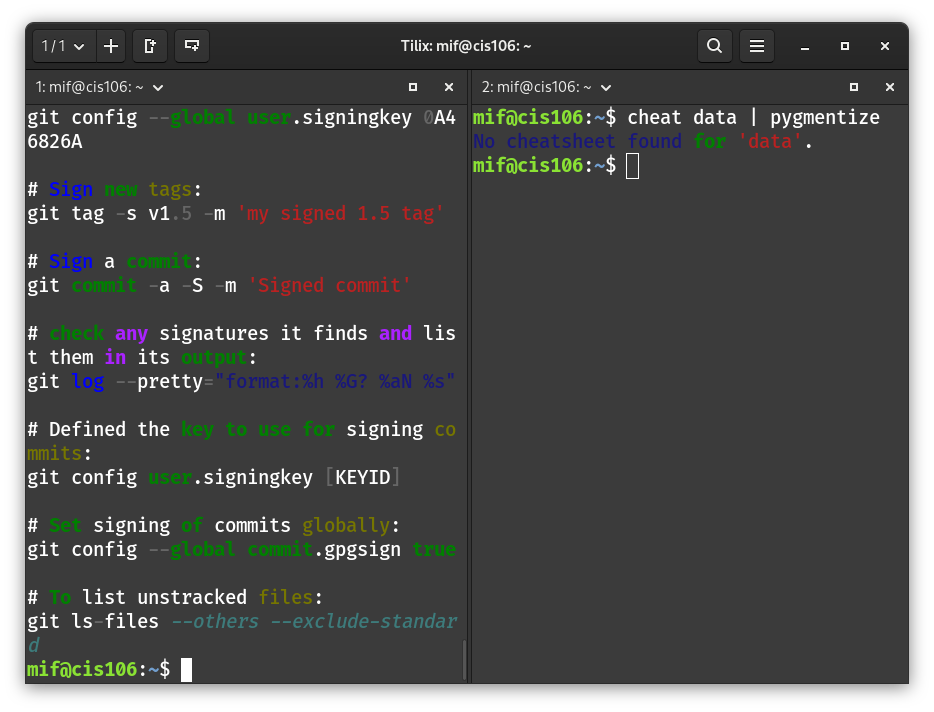 1 / 1
Tilix: mif@cis106: ~
1: mif@cis106: ~
git config --global user.signingkey 0A4
6826A
# Sign new tags:
git tag -s v1.5 -m 'my signed 1.5 tag'
# Sign a commit:
git commit -a -S -m 'Signed commit'
# check any signatures it finds and lis
t them in its output:
git log --pretty="format:%h %G? %aN %s"
# Defined the key to use for signing co
mmits:
git config user.signingkey [KEYID]
# Set signing of commits globally:
git config --global commit.gpgsign true
# To list unstracked files:
git ls-files --others --exclude-standar
d
mif@cis106:~$
2: mif@cis106: ~
mif@cis106:~$ cheat data | pygmentize
No cheatsheet found for 'data'.
mif@cis106:~$